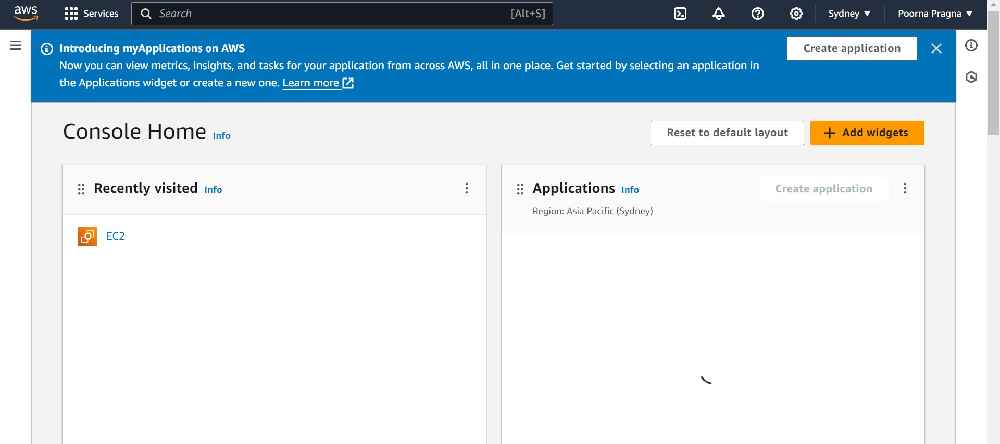 aws
Services
Search
[Alt+S]
Sydney
Poorna Pragna
Introducing myApplications on AWS
Create application
Now you can view metrics, insights, and tasks for your application from across AWS, all in one place. Get started by selecting an application in
the Applications widget or create a new one. Learn more
Console Home Info
Reset to default layout
Add widgets
Recently visited Info
EC2
Applications Info
Create application
Region: Asia Pacific (Sydney)